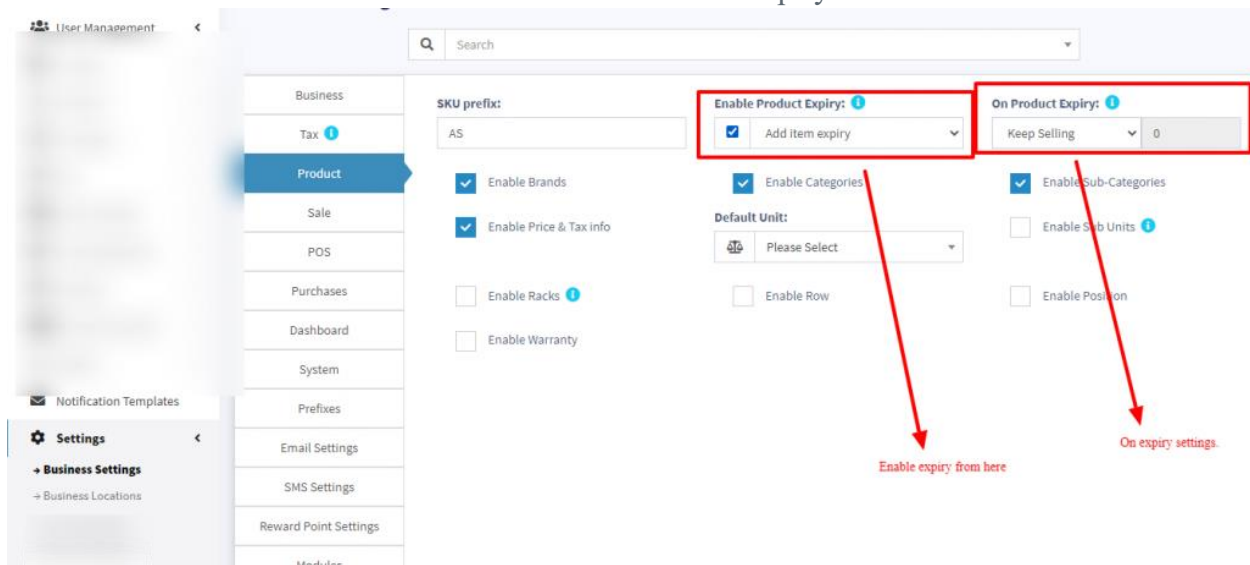 User Management
Search
Business
Tax
Product
Sale
POS
Purchases
Dashboard
System
Prefixes
Email Settings
SMS Settings
Reward Point Settings
Modules
Notification Templates
Settings
→ Business Settings
→ Business Locations
SKU prefix:
AS
Enable Product Expiry:
Add item expiry
On Product Expiry:
Keep Selling 0
Enable Brands
Enable Categories
Enable Sub-Categories
Enable Price & Tax info
Default Unit:
Please Select
Enable Sub Units
Enable Racks
Enable Row
Enable Position
Enable Warranty
Enable expiry from here
On expiry settings.